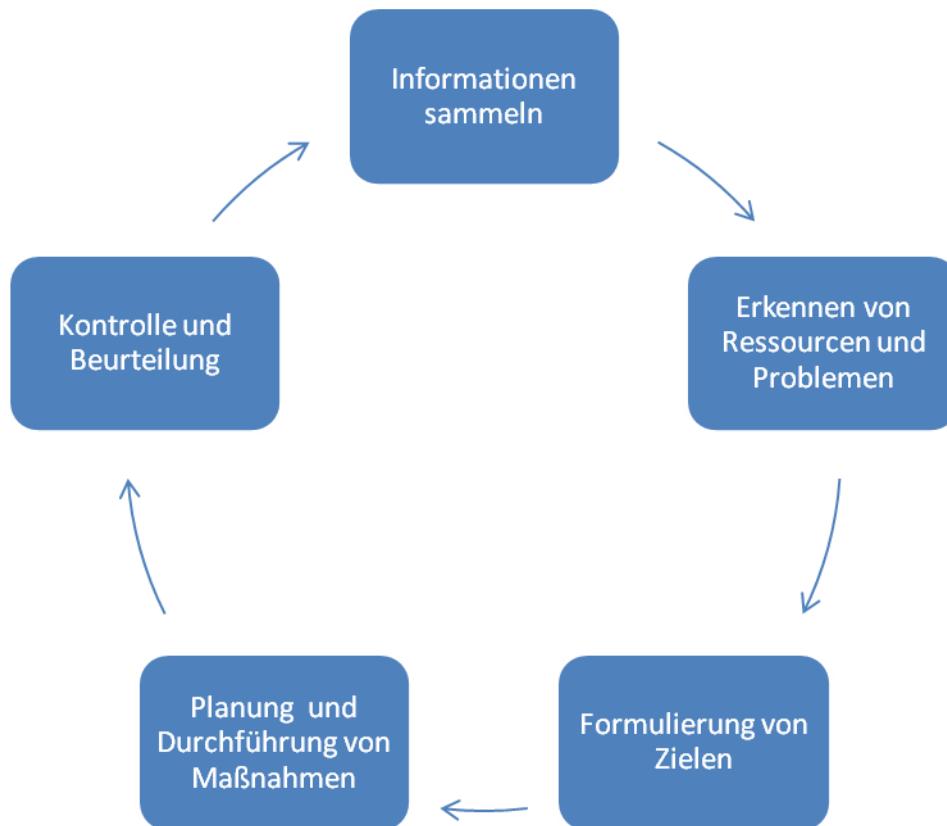 Informationen
sammeln
Erkennen von
Ressourcen und
Problemen
Formulierung von
Zielen
Planung und
Durchführung von
Maßnahmen
Kontrolle und
Beurteilung